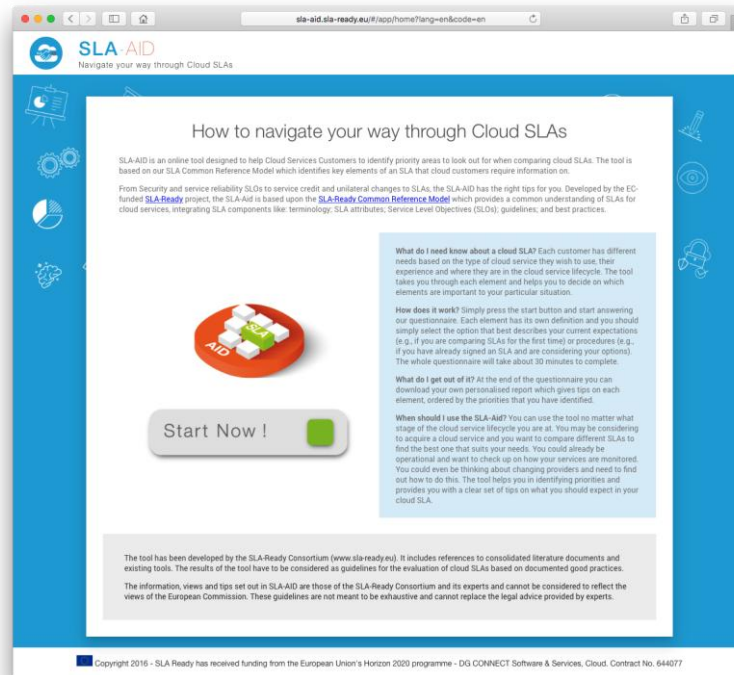 sla-aid.sla-ready.eu/#/app/home?lang=en&code=en
SLA-AID
Navigate your way through Cloud SLAs
How to navigate your way through Cloud SLAs
SLA-AID is an online tool designed to help Cloud Services Customers to identify priority areas to look out for when comparing cloud SLAs. The tool is
based on our SLA Common Reference Model which identifies key elements of an SLA that cloud customers require information on.
From Security and service reliability SLOs to service credit and unilateral changes to SLAs, the SLA-AID has the right tips for you. Developed by the EC-
funded SLA-Ready project, the SLA-Aid is based upon the SLA-Ready Common Reference Model which provides a common understanding of SLAs for
cloud services, integrating SLA components like: terminology; SLA attributes; Service Level Objectives (SLOs); guidelines; and best practices.
SLA
AID
Start Now !
What do I need know about a cloud SLA? Each customer has different
needs based on the type of cloud service they wish to use, their
experience and where they are in the cloud service lifecycle. The tool
takes you through each element and helps you to decide on which
elements are important to your particular situation.
How does it work? Simply press the start button and start answering
our questionnaire. Each element has its own definition and you should
simply select the option that best describes your current expectations
(e.g., if you are comparing SLAs for the first time) or procedures (e.g.,
if you have already signed an SLA and are considering your options).
The whole questionnaire will take about 30 minutes to complete.
What do I get out of it? At the end of the questionnaire you can
download your own personalised report which gives tips on each
element, ordered by the priorities that you have identified.
When should I use the SLA-Aid? You can use the tool no matter what
stage of the cloud service lifecycle you are at. You may be considering
to acquire a cloud service and you want to compare different SLAs to
find the best one that suits your needs. You could already be
operational and want to check up on how your services are monitored.
You could even be thinking about changing providers and need to find
out how to do this. The tool helps you in identifying priorities and
provides you with a clear set of tips on what you should expect in your
cloud SLA.
The tool has been developed by the SLA-Ready Consortium (www.sla-ready.eu). It includes references to consolidated literature documents and
existing tools. The results of the tool have to be considered as guidelines for the evaluation of cloud SLAs based on documented good practices.
The information, views and tips set out in SLA-AID are those of the SLA-Ready Consortium and its experts and cannot be considered to reflect the
views of the European Commission. These guidelines are not meant to be exhaustive and cannot replace the legal advice provided by experts.
Copyright 2016 - SLA Ready has received funding from the European Union's Horizon 2020 programme - DG CONNECT Software & Services, Cloud. Contract No. 644077